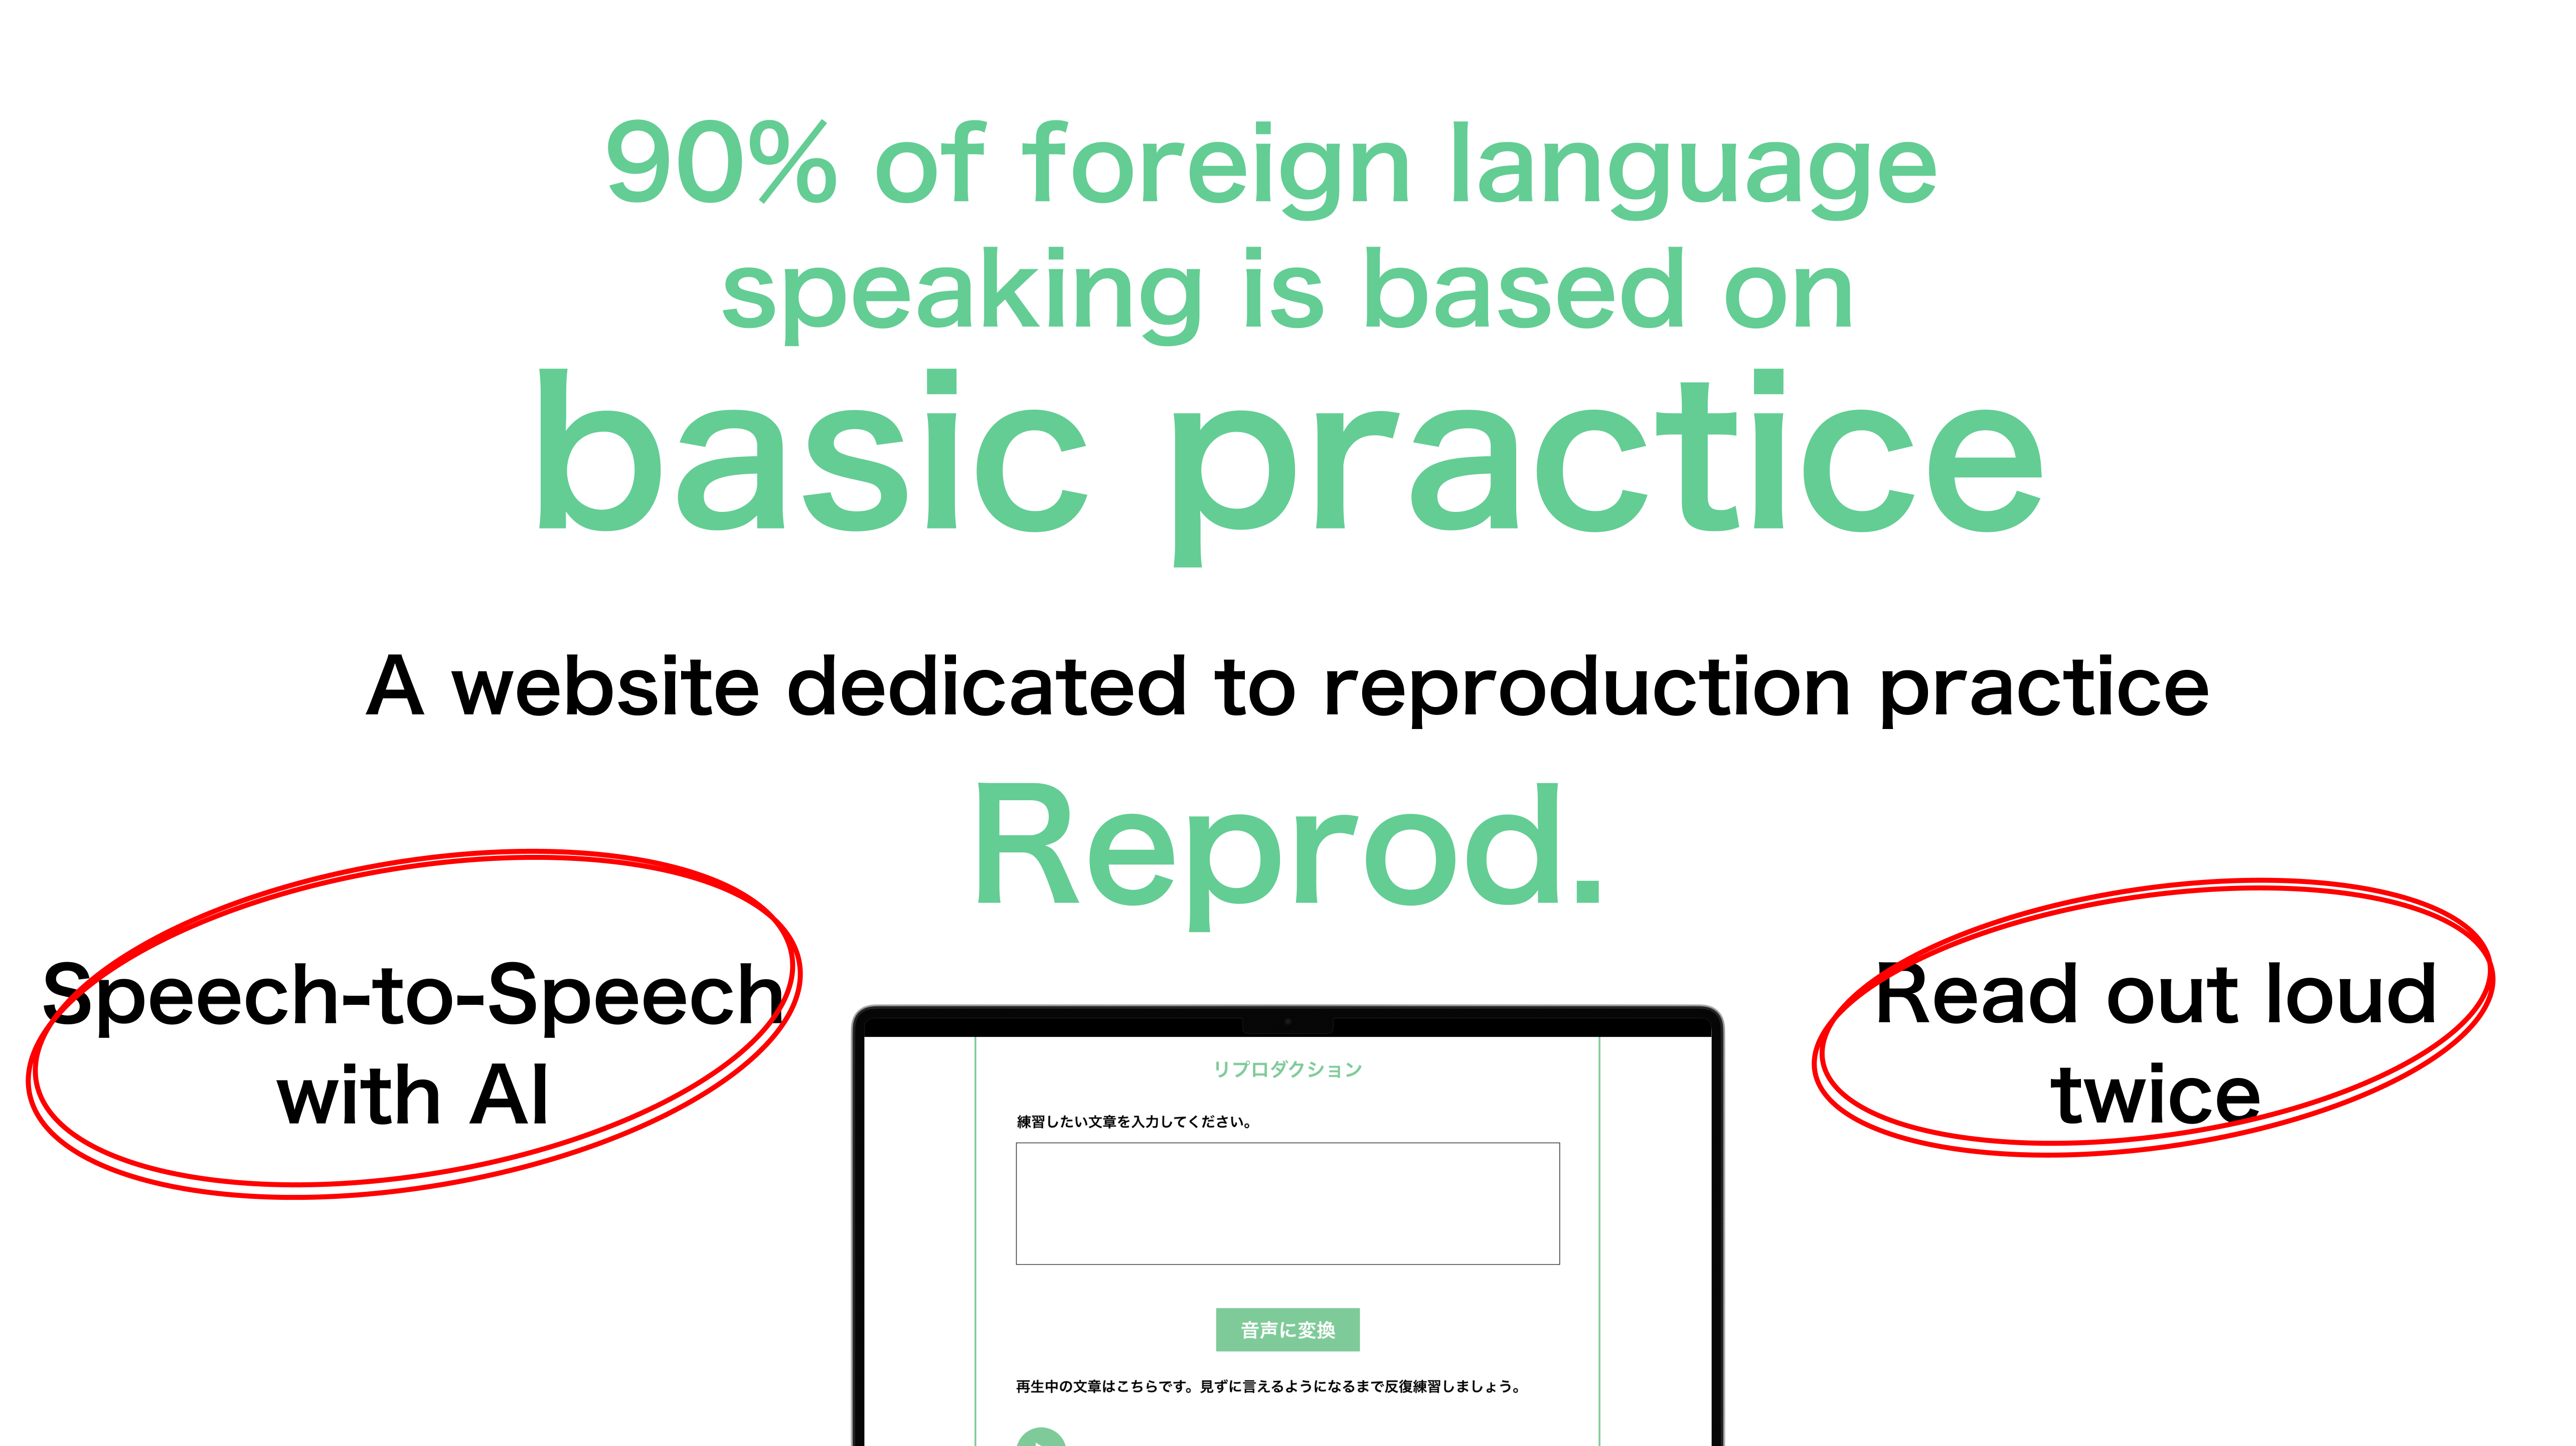 90% of foreign language
speaking is based on
basic practice
A website dedicated to reproduction practice
Reprod.
Speech-to-Speech
with AI
Read out loud
twice
リプロダクション
練習したい文章を入力してください。
音声に変換
再生中の文章はこちらです。見ずに言えるようになるまで反復練習しましょう。